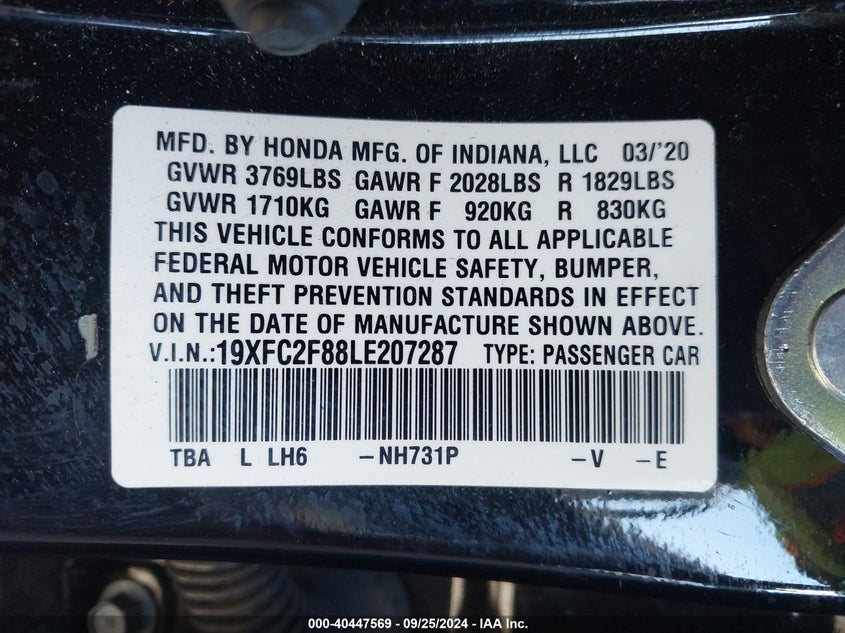 MFD. BY HONDA MFG. OF INDIANA, LLC 03/'20
GVWR 3769LBS GAWR F 2028LBS R 1829LBS
GVWR 1710KG GAWR F 920KG R 830KG
THIS VEHICLE CONFORMS TO ALL APPLICABLE
FEDERAL MOTOR VEHICLE SAFETY, BUMPER,
AND THEFT PREVENTION STANDARDS IN EFFECT
ON THE DATE OF MANUFACTURE SHOWN ABOVE.
V.I.N.:19XFC2F88LE207287 TYPE: PASSENGER CAR
TBA L LH6 -NH731P -V -E
000-40447569 - 09/25/2024 - IAA Inc.